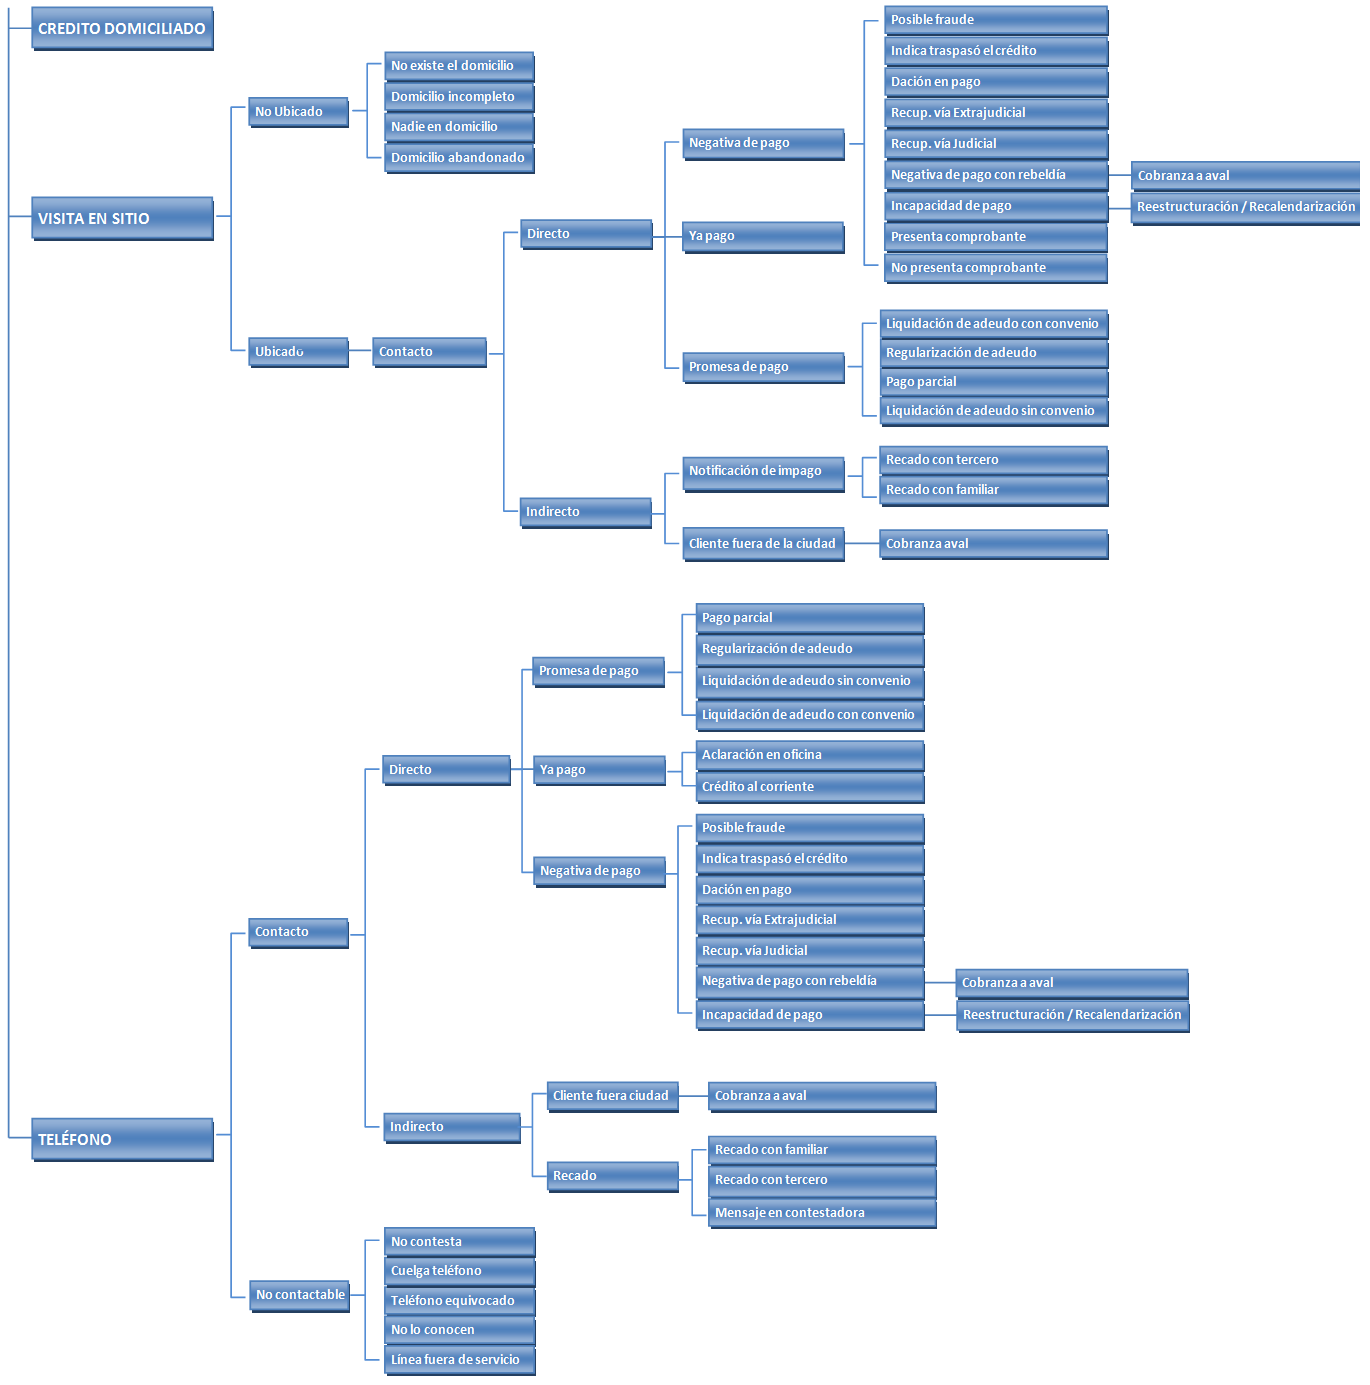 CREDITO DOMICILIADO
VISITA EN SITIO
No Ubicado
No existe el domicilio
Domicilio incompleto
Nadie en domicilio
Domicilio abandonado
Ubicado
Contacto
Directo
Negativa de pago
Posible fraude
Indica traspasó el crédito
Dación en pago
Recup. vía Extrajudicial
Recup. vía Judicial
Negativa de pago con rebeldía
Cobranza a aval
Incapacidad de pago
Reestructuración / Recalendarización
Presenta comprobante
No presenta comprobante
Ya pago
Promesa de pago
Liquidación de adeudo con convenio
Regularización de adeudo
Pago parcial
Liquidación de adeudo sin convenio
Indirecto
Notificación de impago
Recado con tercero
Recado con familiar
Cliente fuera de la ciudad
Cobranza aval
TELÉFONO
Contacto
Directo
Promesa de pago
Pago parcial
Regularización de adeudo
Liquidación de adeudo sin convenio
Liquidación de adeudo con convenio
Ya pago
Aclaración en oficina
Crédito al corriente
Negativa de pago
Posible fraude
Indica traspasó el crédito
Dación en pago
Recup. vía Extrajudicial
Recup. vía Judicial
Negativa de pago con rebeldía
Cobranza a aval
Incapacidad de pago
Reestructuración / Recalendarización
Indirecto
Cliente fuera ciudad
Cobranza a aval
Recado
Recado con familiar
Recado con tercero
Mensaje en contestadora
No contactable
No contesta
Cuelga teléfono
Teléfono equivocado
No lo conocen
Línea fuera de servicio